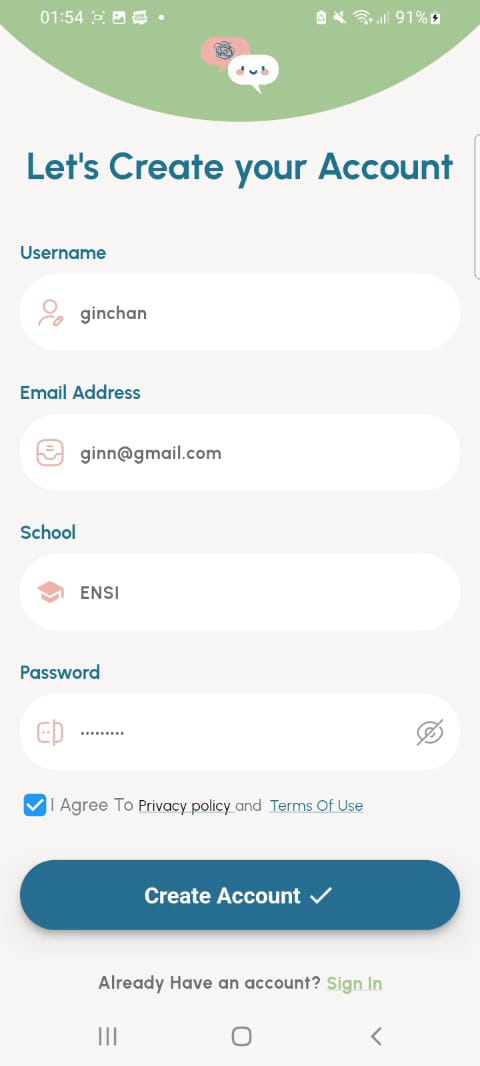 01:54
91%
Let's Create your Account
Username
ginchan
Email Address
ginn@gmail.com
School
ENSI
Password
•••••••••
I Agree To Privacy policy and Terms Of Use
Create Account
Already Have an account? Sign In